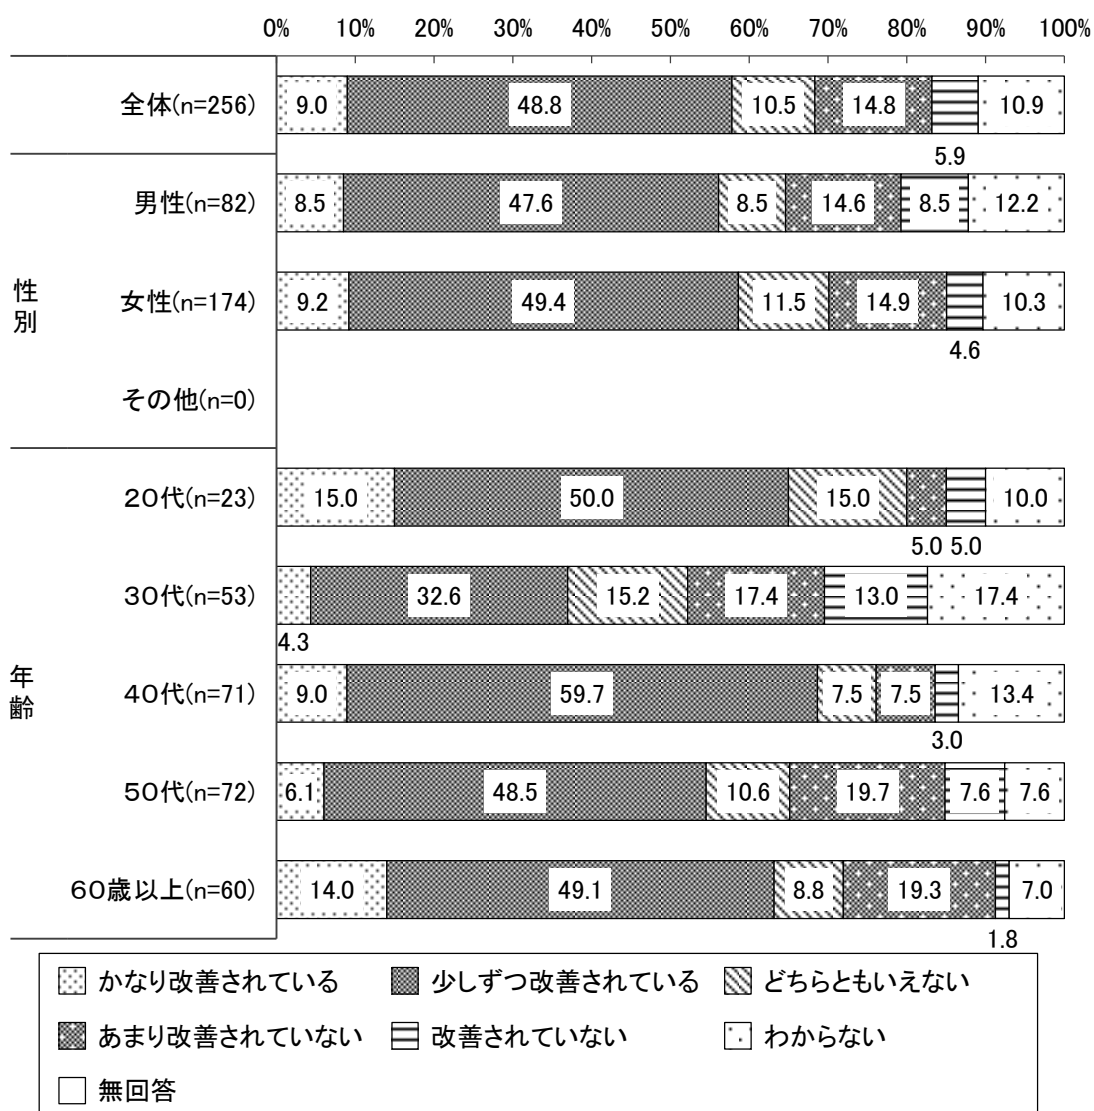 0% 10% 20% 30% 40% 50% 60% 70% 80% 90% 100%
全体(n=256) 9.0 48.8 10.5 14.8 10.9
5.9
男性(n=82) 8.5 47.6 8.5 14.6 8.5 12.2
性別
女性(n=174) 9.2 49.4 11.5 14.9 10.3
4.6
その他(n=0)
20代(n=23) 15.0 50.0 15.0 10.0
5.0 5.0
30代(n=53) 32.6 15.2 17.4 13.0 17.4
4.3
年齢
40代(n=71) 9.0 59.7 7.5 7.5 13.4
3.0
50代(n=72) 6.1 48.5 10.6 19.7 7.6 7.6
60歳以上(n=60) 14.0 49.1 8.8 19.3 7.0
1.8
かなり改善されている 少しずつ改善されている どちらともいえない
あまり改善されていない 改善されていない わからない
無回答